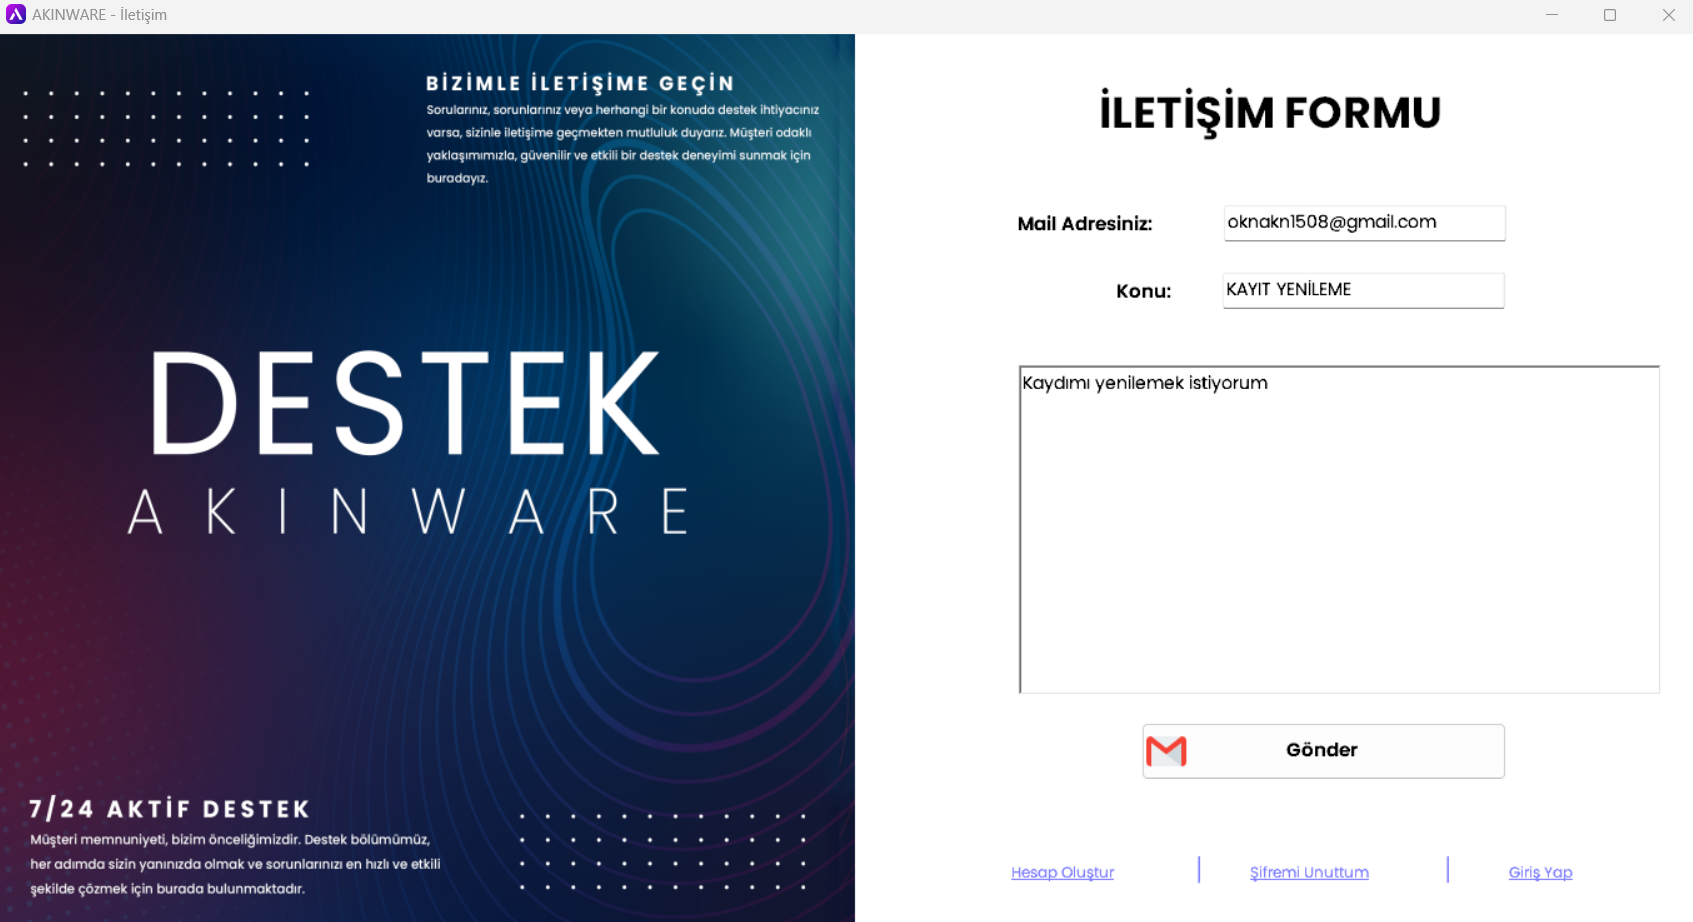 AKINWARE - İletişim
BİZİMLE İLETİŞİME GEÇİN
Sorularınız, sorunlarınız veya herhangi bir konuda destek ihtiyacınız
varsa, sizinle iletişime geçmekten mutluluk duyarız. Müşteri odaklı
yaklaşımımızla, güvenilir ve etkili bir destek deneyimi sunmak için
buradayız.
DESTEK
AKINWARE
7/24 AKTİF DESTEK
Müşteri memnuniyeti, bizim önceliğimizdir. Destek bölümümüz,
her adımda sizin yanınızda olmak ve sorunlarınızı en hızlı ve etkili
şekilde çözmek için burada bulunmaktadır.
İLETİŞİM FORMU
Mail Adresiniz: oknakn1508@gmail.com
Konu: KAYIT YENİLEME
Kaydımı yenilemek istiyorum
Gönder
Hesap Oluştur | Şifremi Unuttum | Giriş Yap